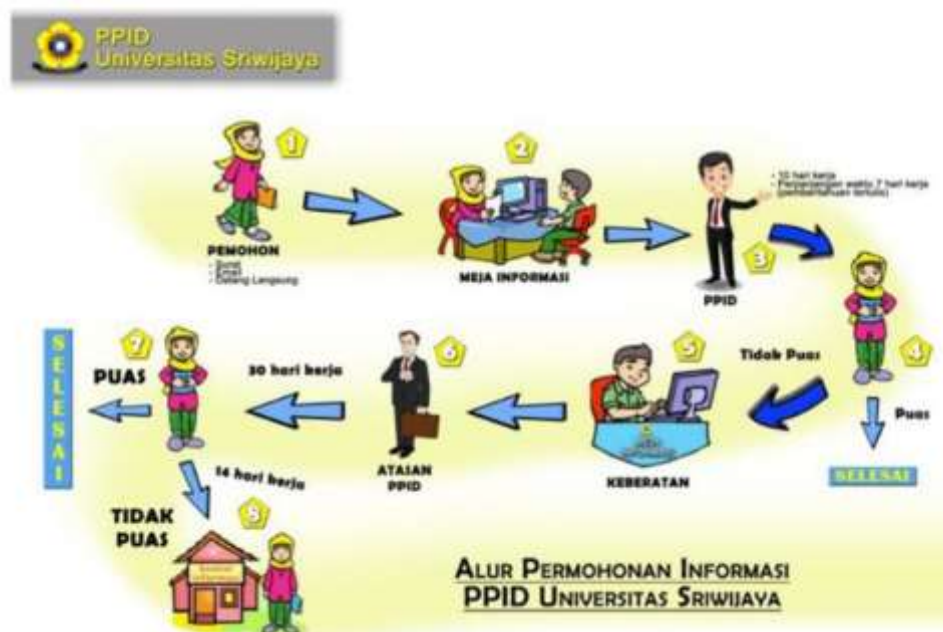 PPID
Universitas Sriwijaya
1
2
- 10 hari kerja
- Perpanjangan waktu 7 hari kerja
(pemberitahuan tertulis)
PEMOHON
- Surat
- Email
- Datang Langsung
MEJA INFORMASI
3
PPID
4
Tidak Puas
Puas
SELESAI
5
KEBERATAN
6
ATASAN
PPID
30 hari kerja
7
PUAS
SELESAI
14 hari kerja
TIDAK
PUAS
8
ALUR PERMOHONAN INFORMASI
PPID UNIVERSITAS SRIWIJAYA